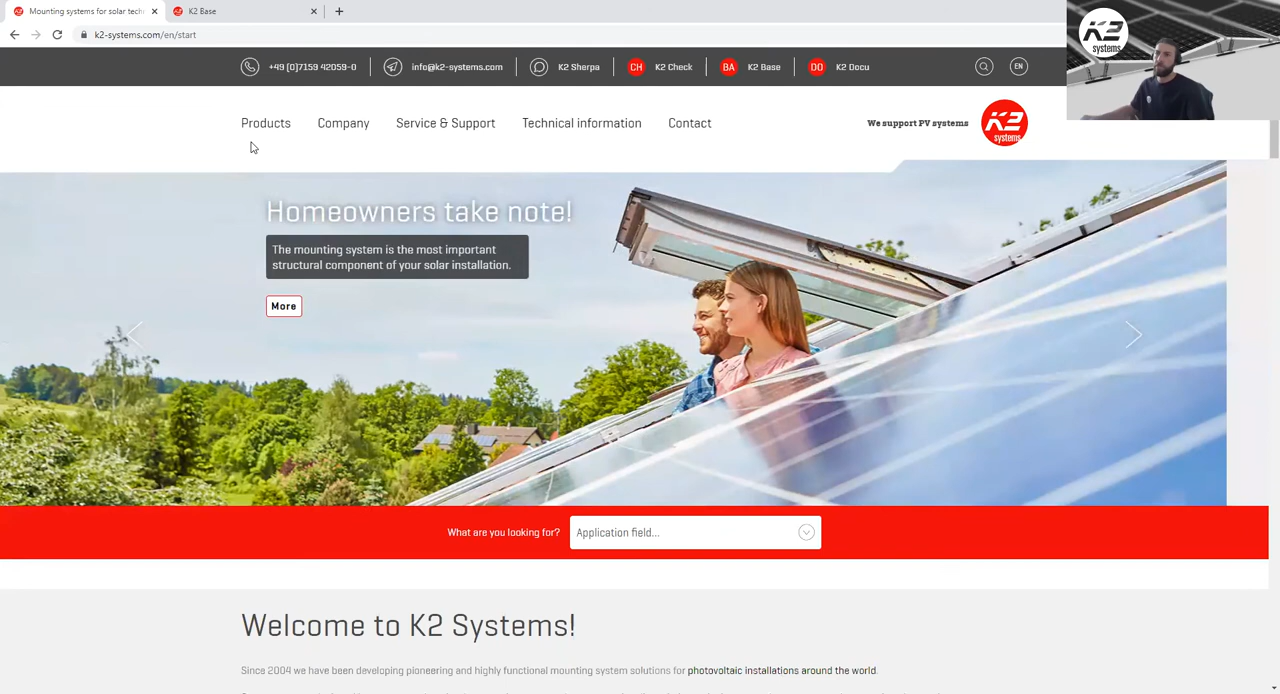 Mounting systems for solar tech
K2 Base
k2-systems.com/en/start
+49 (0)7159 42059-0
info@k2-systems.com
K2 Sherpa
CH K2 Check
BA K2 Base
DO K2 Docu
EN
K2
systems
Products
Company
Service & Support
Technical information
Contact
We support PV systems
K2
systems
Homeowners take note!
The mounting system is the most important
structural component of your solar installation.
More
What are you looking for?
Application field...
Welcome to K2 Systems!
Since 2004 we have been developing pioneering and highly functional mounting system solutions for photovoltaic installations around the world.